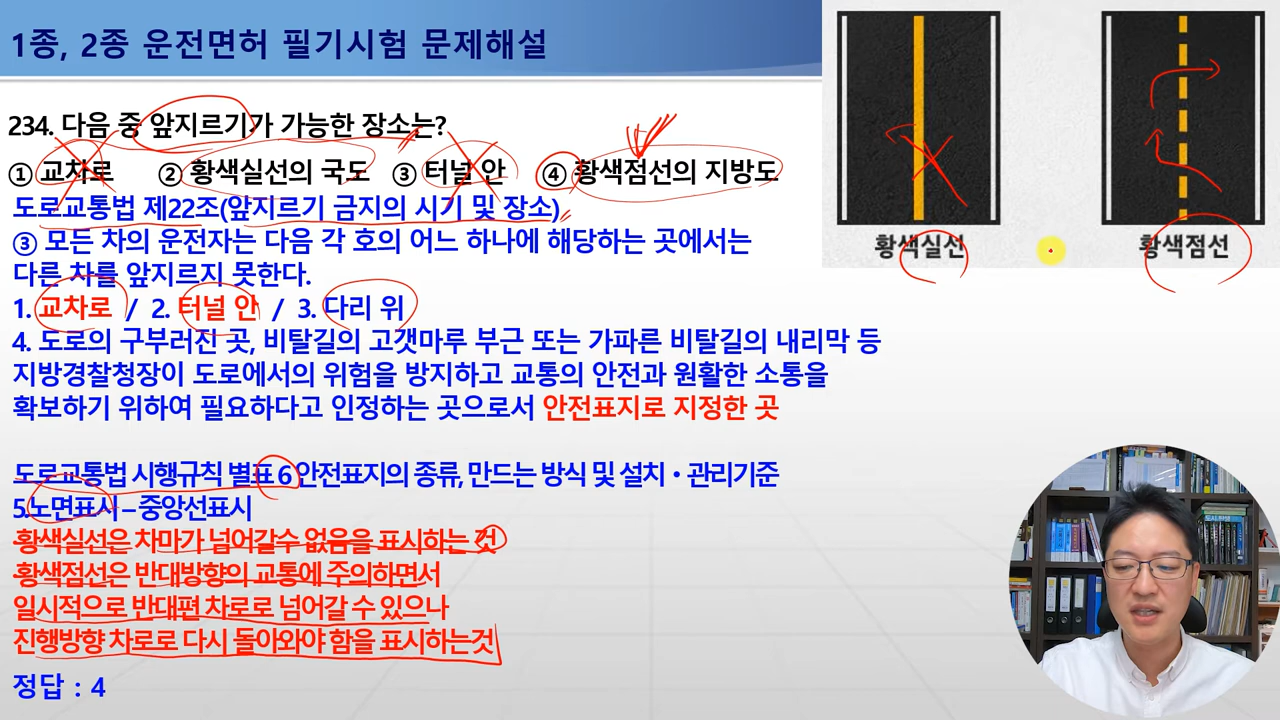 1종, 2종 운전면허 필기시험 문제해설
234. 다음 중 앞지르기가 가능한 장소는?
① 교차로 ② 황색실선의 국도 ③ 터널 안 ④ 황색점선의 지방도
도로교통법 제22조(앞지르기 금지의 시기 및 장소)
③ 모든 차의 운전자는 다음 각 호의 어느 하나에 해당하는 곳에서는
다른 차를 앞지르지 못한다.
1. 교차로 / 2. 터널 안 / 3. 다리 위
4. 도로의 구부러진 곳, 비탈길의 고갯마루 부근 또는 가파른 비탈길의 내리막 등
지방경찰청장이 도로에서의 위험을 방지하고 교통의 안전과 원활한 소통을
확보하기 위하여 필요하다고 인정하는 곳으로서 안전표지로 지정한 곳
도로교통법 시행규칙 별표 6 안전표지의 종류, 만드는 방식 및 설치·관리기준
5.노면표시 – 중앙선표시
황색실선은 차마가 넘어갈수 없음을 표시하는 것
황색점선은 반대방향의 교통에 주의하면서
일시적으로 반대편 차로로 넘어갈 수 있으나
진행방향 차로로 다시 돌아와야 함을 표시하는것
정답 : 4
황색실선
황색점선